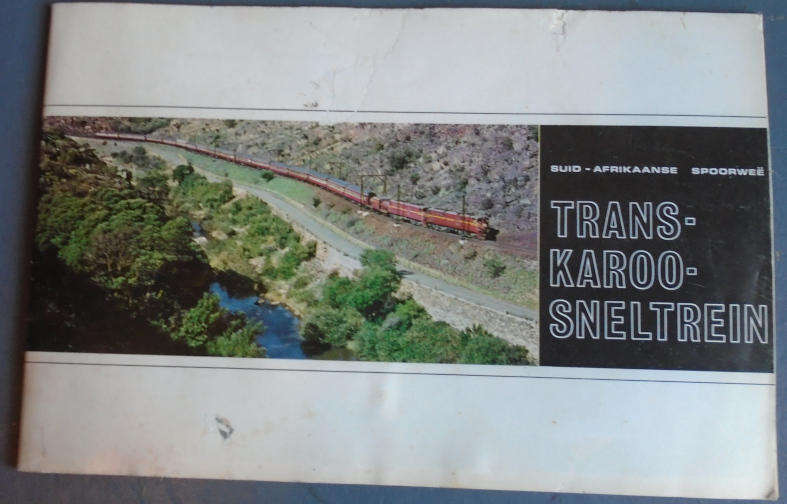 SUID - AFRIKAANSE SPOORWEË
TRANS-
KAROO-
SNELTREIN